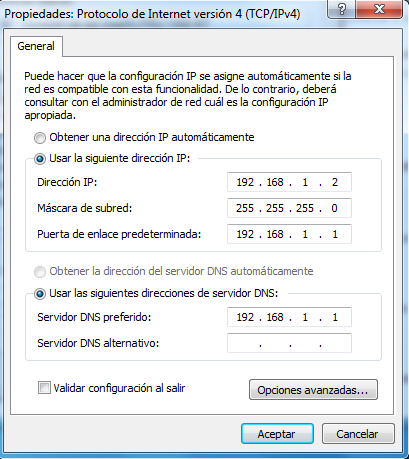 Propiedades: Protocolo de Internet versión 4 (TCP/IPv4)
General
Puede hacer que la configuración IP se asigne automáticamente si la
red es compatible con esta funcionalidad. De lo contrario, deberá
consultar con el administrador de red cuál es la configuración IP
apropiada.
Obtener una dirección IP automáticamente
Usar la siguiente dirección IP:
Dirección IP: 192 . 168 . 1 . 2
Máscara de subred: 255 . 255 . 255 . 0
Puerta de enlace predeterminada: 192 . 168 . 1 . 1
Obtener la dirección del servidor DNS automáticamente
Usar las siguientes direcciones de servidor DNS:
Servidor DNS preferido: 192 . 168 . 1 . 1
Servidor DNS alternativo: . . .
Validar configuración al salir
Opciones avanzadas...
Aceptar Cancelar